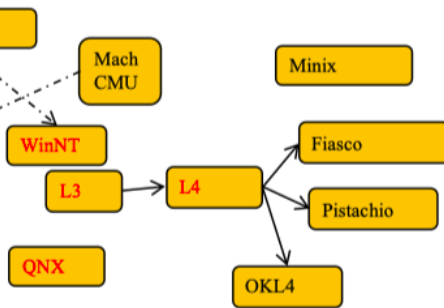 Mach
CMU
Minix
WinNT
Fiasco
L3
L4
Pistachio
QNX
OKL4